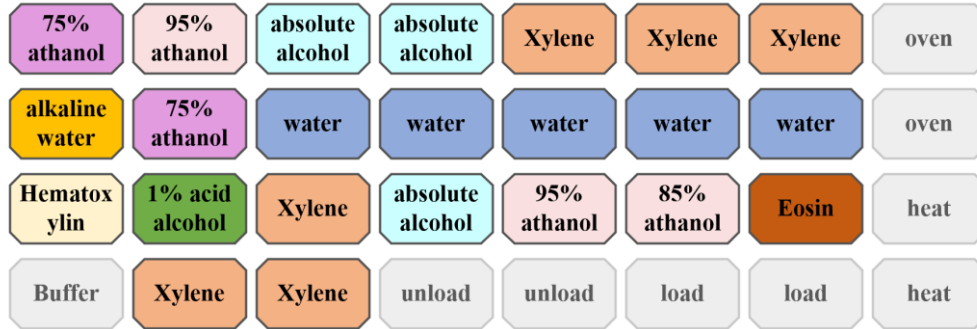 75% athanol
95% athanol
absolute alcohol
absolute alcohol
Xylene
Xylene
Xylene
oven
alkaline water
75% athanol
water
water
water
water
water
oven
Hematox ylin
1% acid alcohol
Xylene
absolute alcohol
95% athanol
85% athanol
Eosin
heat
Buffer
Xylene
Xylene
unload
unload
load
load
heat